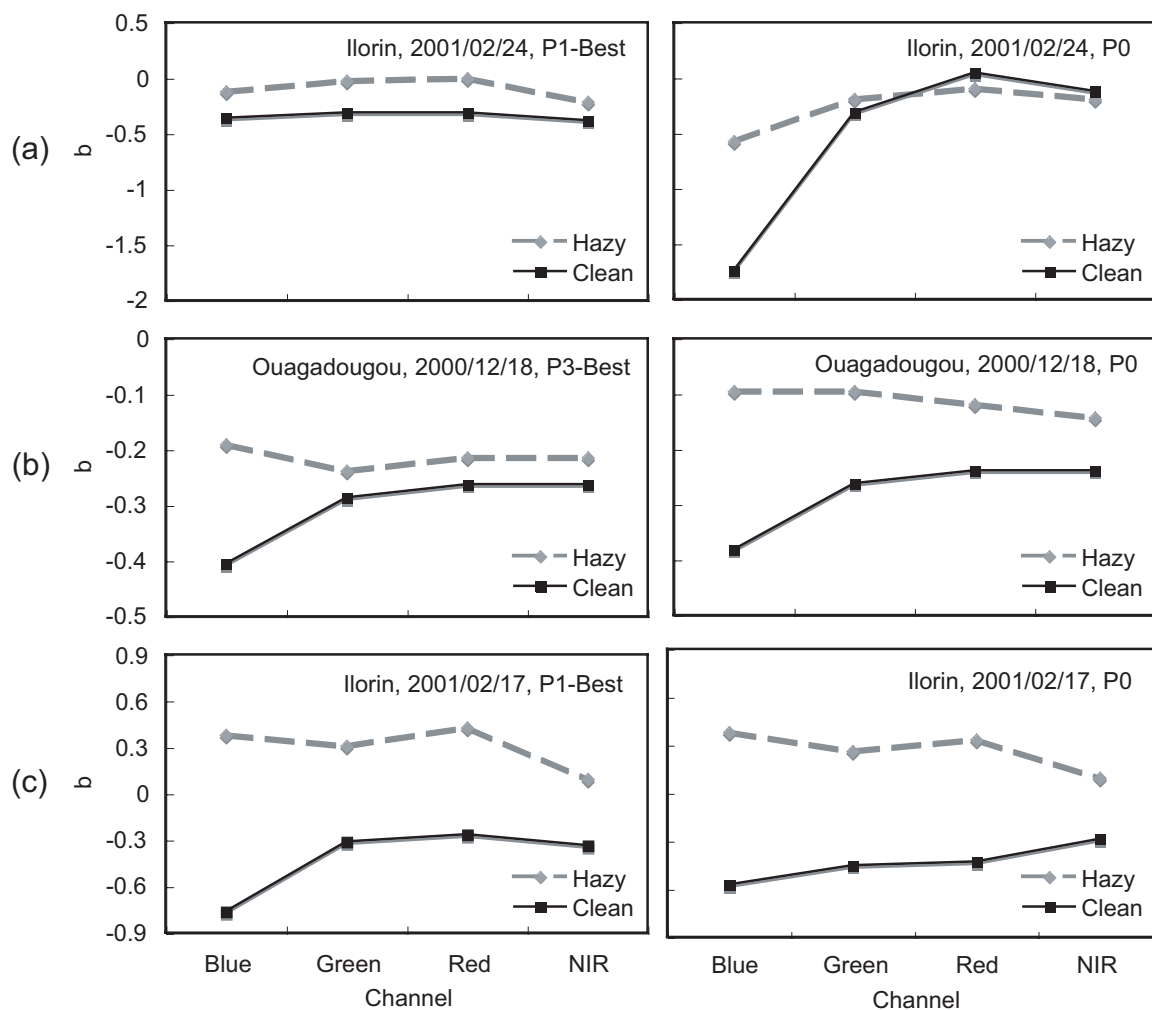 (a)
b
0.5
0
-0.5
-1
-1.5
-2
Ilorin, 2001/02/24, P1-Best
Hazy
Clean
Ilorin, 2001/02/24, P0
Hazy
Clean
(b)
b
0
-0.1
-0.2
-0.3
-0.4
-0.5
Ouagadougou, 2000/12/18, P3-Best
Hazy
Clean
Ouagadougou, 2000/12/18, P0
Hazy
Clean
(c)
b
0.9
0.6
0.3
0
-0.3
-0.6
-0.9
Ilorin, 2001/02/17, P1-Best
Hazy
Clean
Blue Green Red NIR
Channel
Ilorin, 2001/02/17, P0
Hazy
Clean
Blue Green Red NIR
Channel